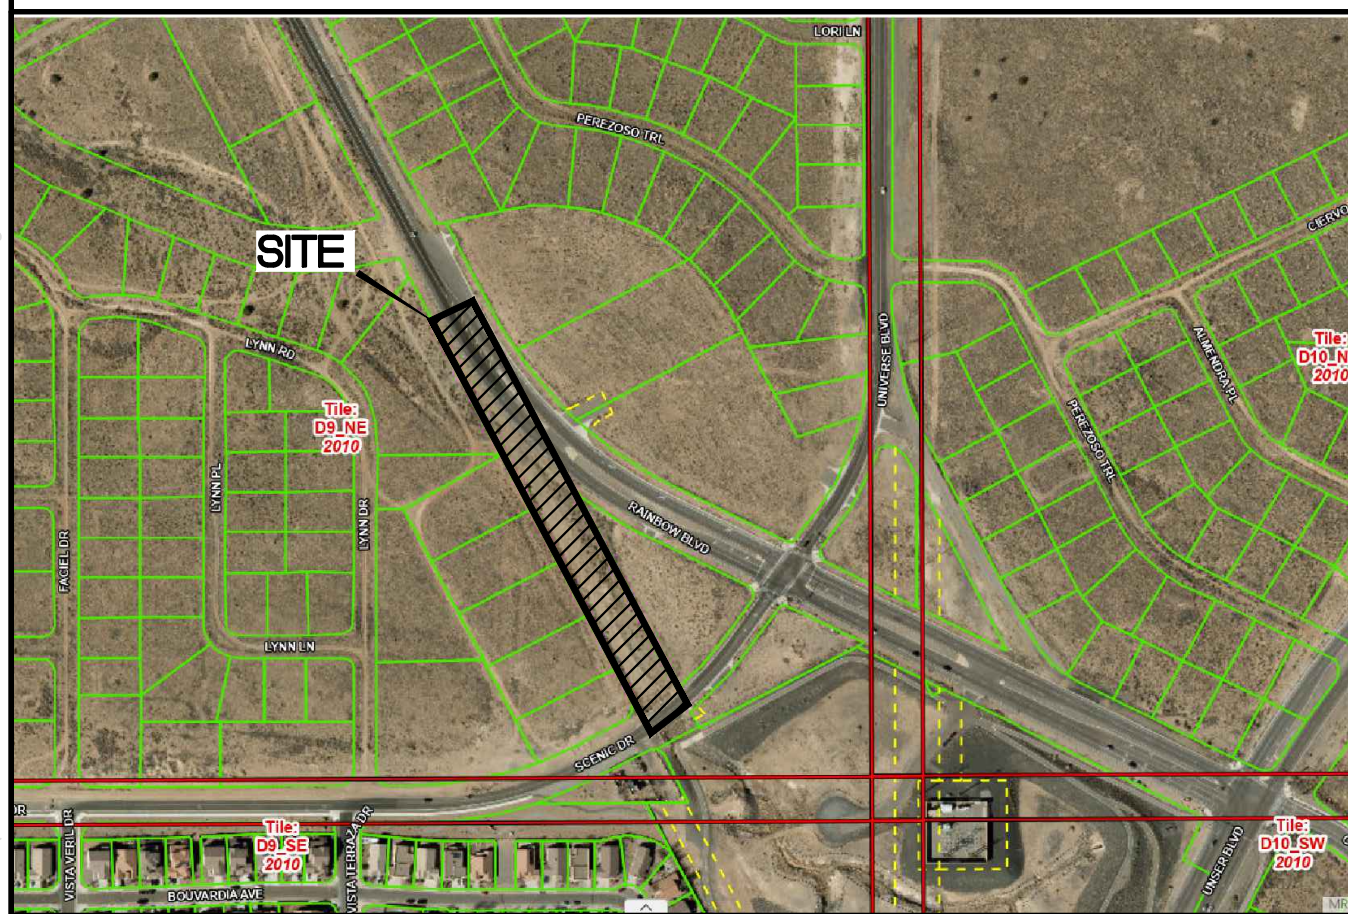 LORI LN
PEREZOSO TRL
CIERVO
SITE
UNIVERSE BLVD
LYNN RD
ALMENDRA PL
Tile:
D10_N
2010
Tile:
D9_NE
2010
PEREZOSO TRL
LYNN PL
LYNN DR
RAINBOW BLVD
FACIEL DR
LYNN LN
SCENIC DR
DR
VISTA VERIL DR
VISTA TERRAZA DR
Tile:
D9_SE
2010
Tile:
D10_SW
2010
UNSER BLVD
BOUVARDIA AVE
MR